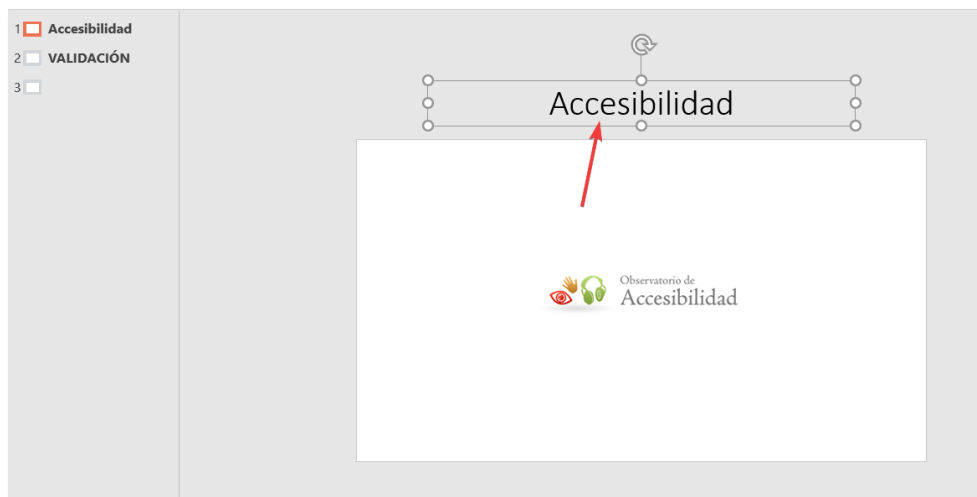 1 Accesibilidad
2 VALIDACIÓN
3
Accesibilidad
Observatorio de
Accesibilidad